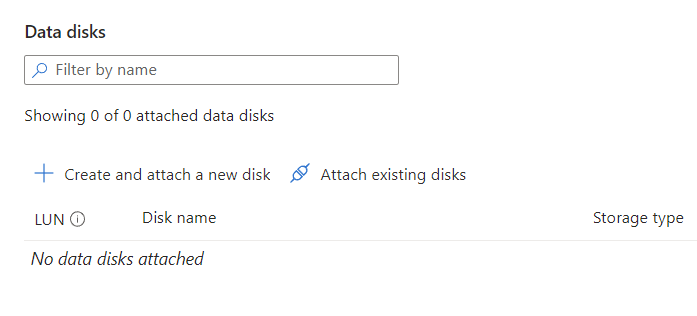 Data disks
Filter by name
Showing 0 of 0 attached data disks
Create and attach a new disk Attach existing disks
LUN Disk name Storage type
No data disks attached